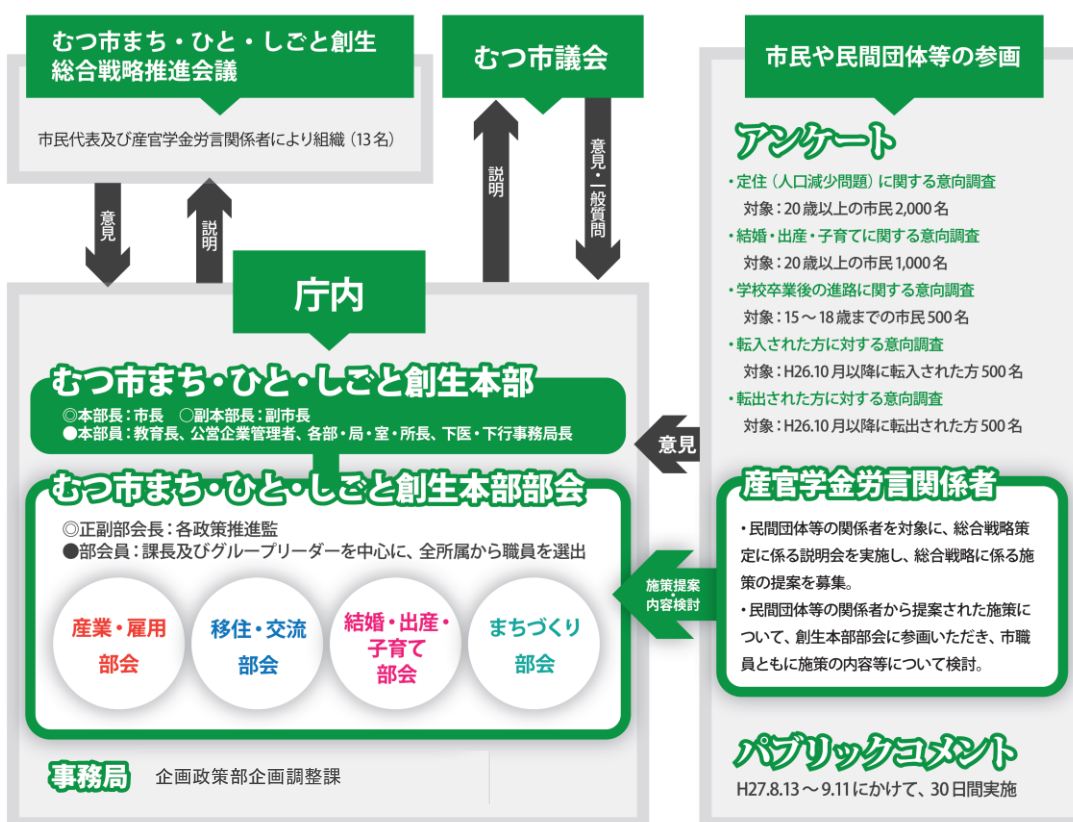 むつ市まち・ひと・しごと創生
総合戦略推進会議
市民代表及び産官学金労言関係者により組織（13名）
意見
説明
むつ市議会
説明
意見・一般質問
庁内
むつ市まち・ひと・しごと創生本部
◎本部長：市長　○副本部長：副市長
●本部員：教育長、公営企業管理者、各部・局・室・所長、下医・下行事務局長
むつ市まち・ひと・しごと創生本部部会
◎正副部会長：各政策推進監
●部会員：課長及びグループリーダーを中心に、全所属から職員を選出
産業・雇用
部会
移住・交流
部会
結婚・出産・
子育て
部会
まちづくり
部会
事務局　企画政策部企画調整課
意見
施策提案
・
内容検討
市民や民間団体等の参画
アンケート
・定住（人口減少問題）に関する意向調査
対象：20歳以上の市民2,000名
・結婚・出産・子育てに関する意向調査
対象：20歳以上の市民1,000名
・学校卒業後の進路に関する意向調査
対象：15～18歳までの市民500名
・転入された方に対する意向調査
対象：H26.10月以降に転入された方500名
・転出された方に対する意向調査
対象：H26.10月以降に転出された方500名
産官学金労言関係者
・民間団体等の関係者を対象に、総合戦略策
定に係る説明会を実施し、総合戦略に係る施
策の提案を募集。
・民間団体等の関係者から提案された施策に
ついて、創生本部部会に参画いただき、市職
員ともに施策の内容等について検討。
パブリックコメント
H27.8.13～9.11にかけて、30日間実施